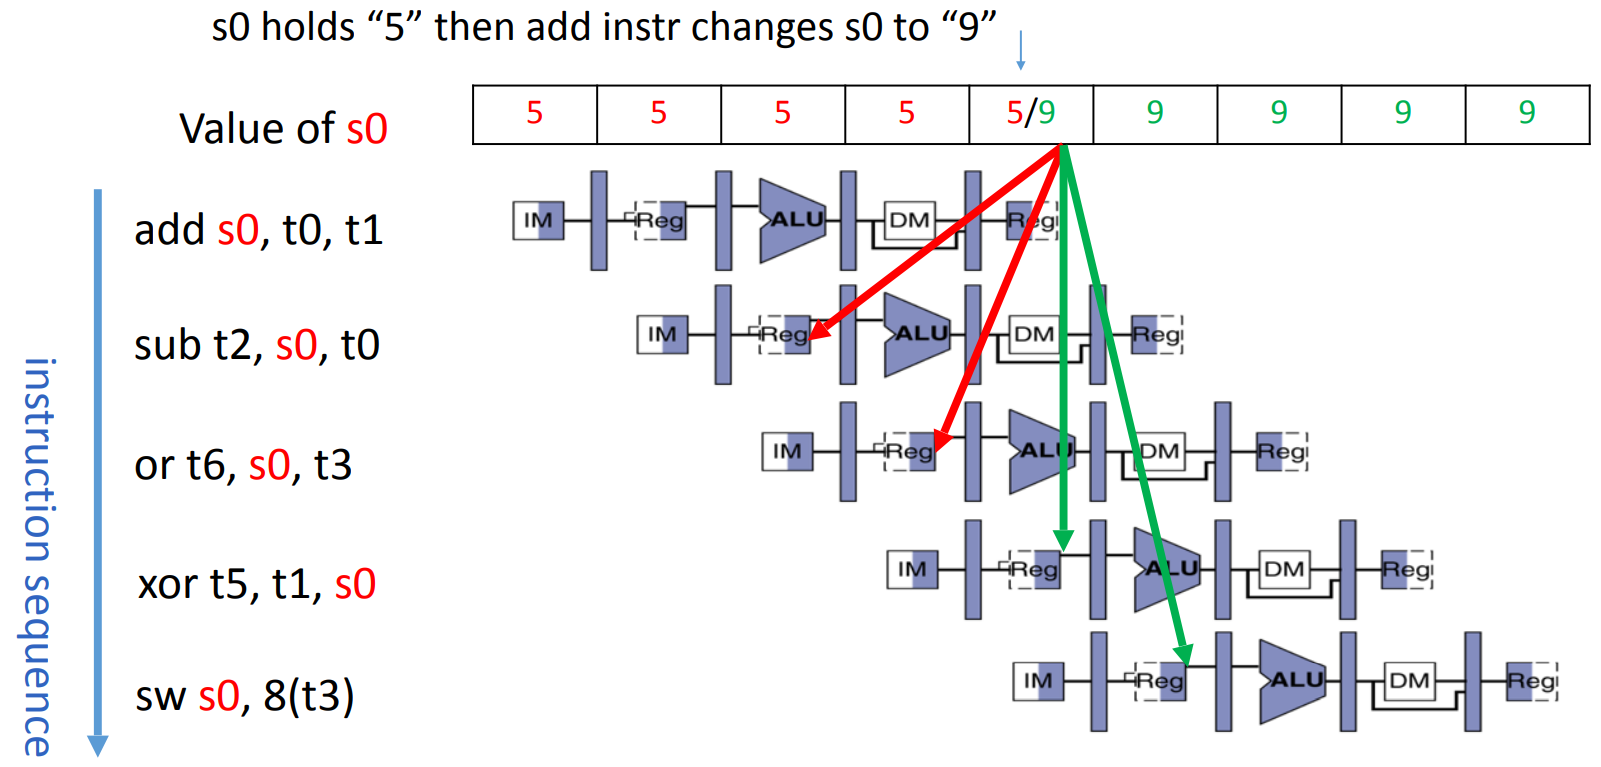 s0 holds “5” then add instr changes s0 to “9”
Value of s0
5 5 5 5 5/9 9 9 9 9
add s0, t0, t1
IM Reg ALU DM Reg
sub t2, s0, t0
IM Reg ALU DM Reg
or t6, s0, t3
IM Reg ALU DM Reg
xor t5, t1, s0
IM Reg ALU DM Reg
sw s0, 8(t3)
IM Reg ALU DM Reg
instruction sequence